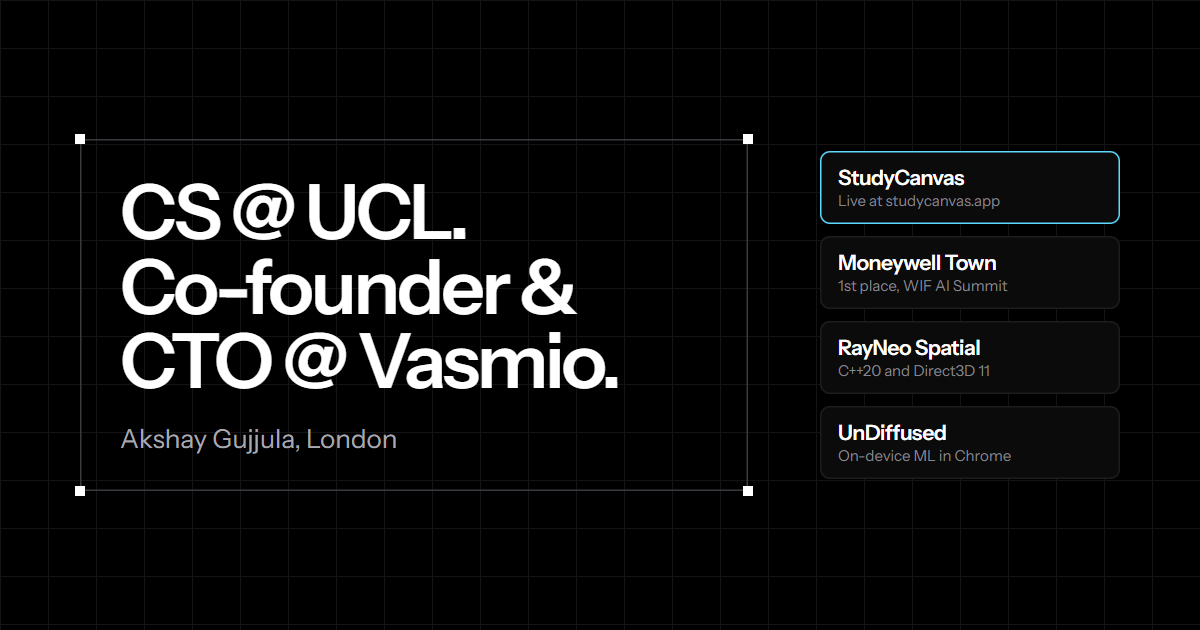 CS @ UCL.
Co-founder &
CTO @ Vasmio.
Akshay Gujjula, London
StudyCanvas
Live at studycanvas.app
Moneywell Town
1st place, WIF AI Summit
RayNeo Spatial
C++20 and Direct3D 11
UnDiffused
On-device ML in Chrome